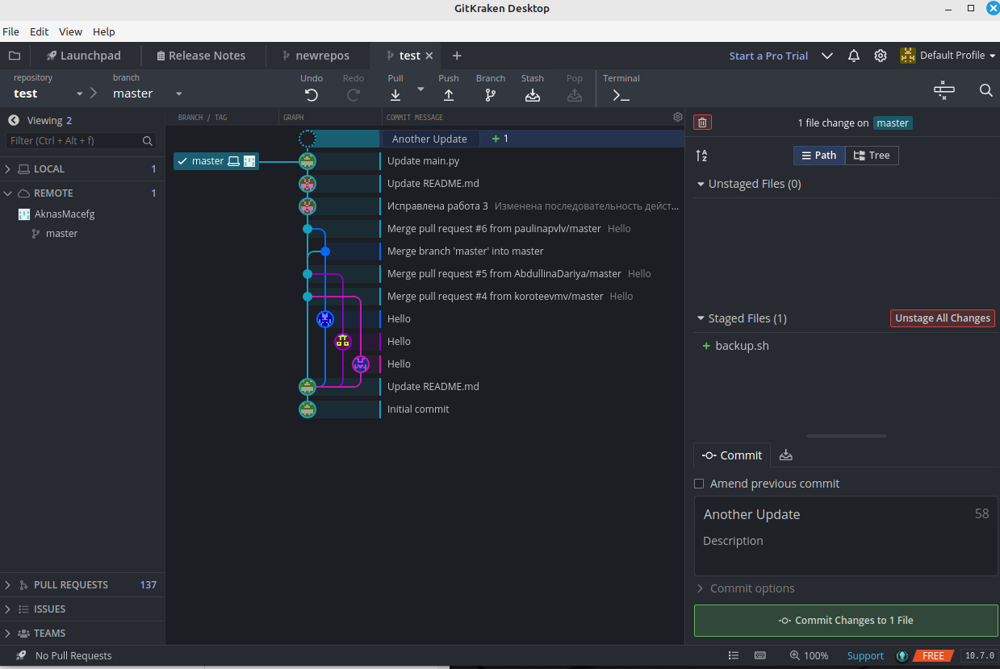 GitKraken Desktop
File Edit View Help
Launchpad Release Notes newrepos test Start a Pro Trial Default Profile
repository branch Undo Redo Pull Push Branch Stash Pop Terminal
test master
Viewing 2
Filter (Ctrl + Alt + f)
LOCAL 1
REMOTE 1
AknasMacefg
master
PULL REQUESTS 137
ISSUES
TEAMS
BRANCH / TAG GRAPH COMMIT MESSAGE
Another Update + 1
master Update main.py
Update README.md
Исправлена работа 3 Изменена последовательность дейст...
Merge pull request #6 from paulinapvlv/master Hello
Merge branch 'master' into master
Merge pull request #5 from AbdullinaDariya/master Hello
Merge pull request #4 from koroteevmv/master Hello
Hello
Hello
Hello
Update README.md
Initial commit
1 file change on master
A Z Path Tree
Unstaged Files (0)
Staged Files (1) Unstage All Changes
+ backup.sh
Commit
Amend previous commit
Another Update 58
Description
Commit options
Commit Changes to 1 File
No Pull Requests 100% Support FREE 10.7.0